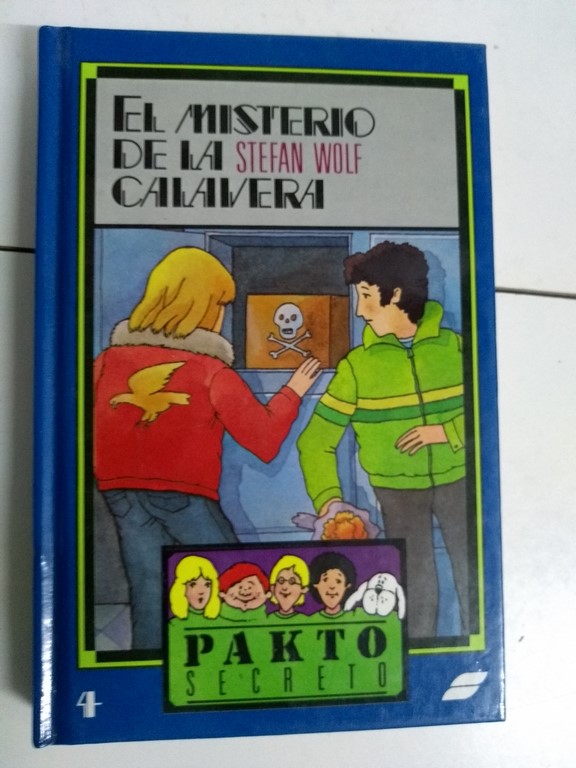 EL MISTERIO
DE LA STEFAN WOLF
CALAVERA
PAKTO
SECRETO
4